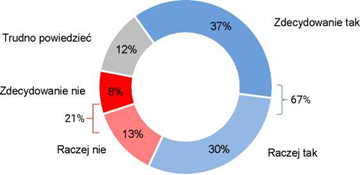 37%
Zdecydowanie tak
Trudno powiedzieć
12%
Zdecydowanie nie
8%
67%
21%
13%
Raczej nie
30%
Raczej tak